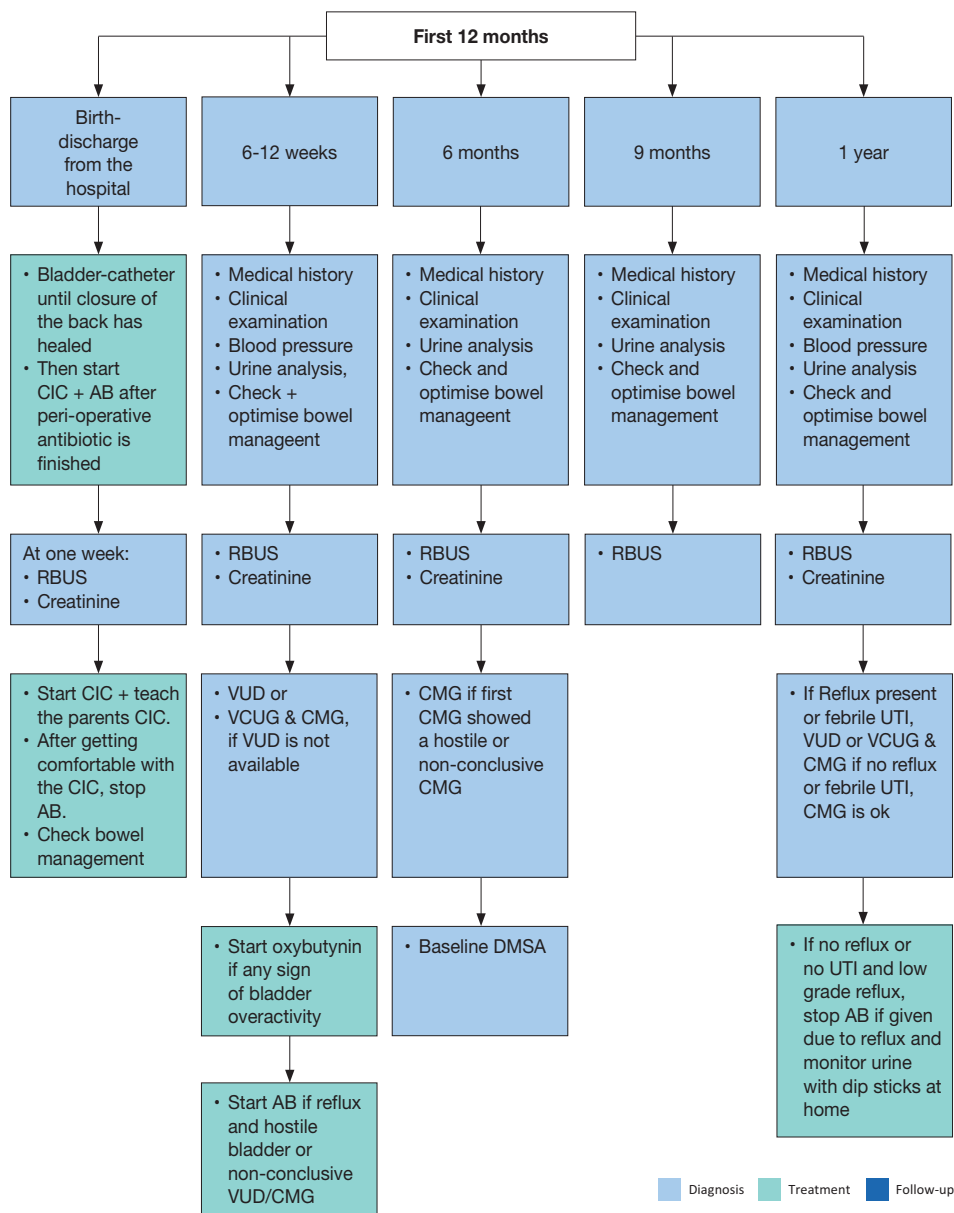 First 12 months
Birth-
discharge
from the
hospital
6-12 weeks
6 months
9 months
1 year
• Bladder-catheter
until closure of
the back has
healed
• Then start
CIC + AB after
peri-operative
antibiotic is
finished
• Medical history
• Clinical
examination
• Blood pressure
• Urine analysis,
• Check +
optimise bowel
manageent
• Medical history
• Clinical
examination
• Urine analysis
• Check and
optimise bowel
manageent
• Medical history
• Clinical
examination
• Urine analysis
• Check and
optimise bowel
management
• Medical history
• Clinical
examination
• Blood pressure
• Urine analysis
• Check and
optimise bowel
management
At one week:
• RBUS
• Creatinine
• RBUS
• Creatinine
• RBUS
• Creatinine
• RBUS
• RBUS
• Creatinine
• Start CIC + teach
the parents CIC.
• After getting
comfortable with
the CIC, stop
AB.
• Check bowel
management
• VUD or
• VCUG & CMG,
if VUD is not
available
• CMG if first
CMG showed
a hostile or
non-conclusive
CMG
• If Reflux present
or febrile UTI,
VUD or VCUG &
CMG if no reflux
or febrile UTI,
CMG is ok
• Start oxybutynin
if any sign
of bladder
overactivity
• Baseline DMSA
• If no reflux or
no UTI and low
grade reflux,
stop AB if given
due to reflux and
monitor urine
with dip sticks at
home
• Start AB if reflux
and hostile
bladder or
non-conclusive
VUD/CMG
Diagnosis
Treatment
Follow-up